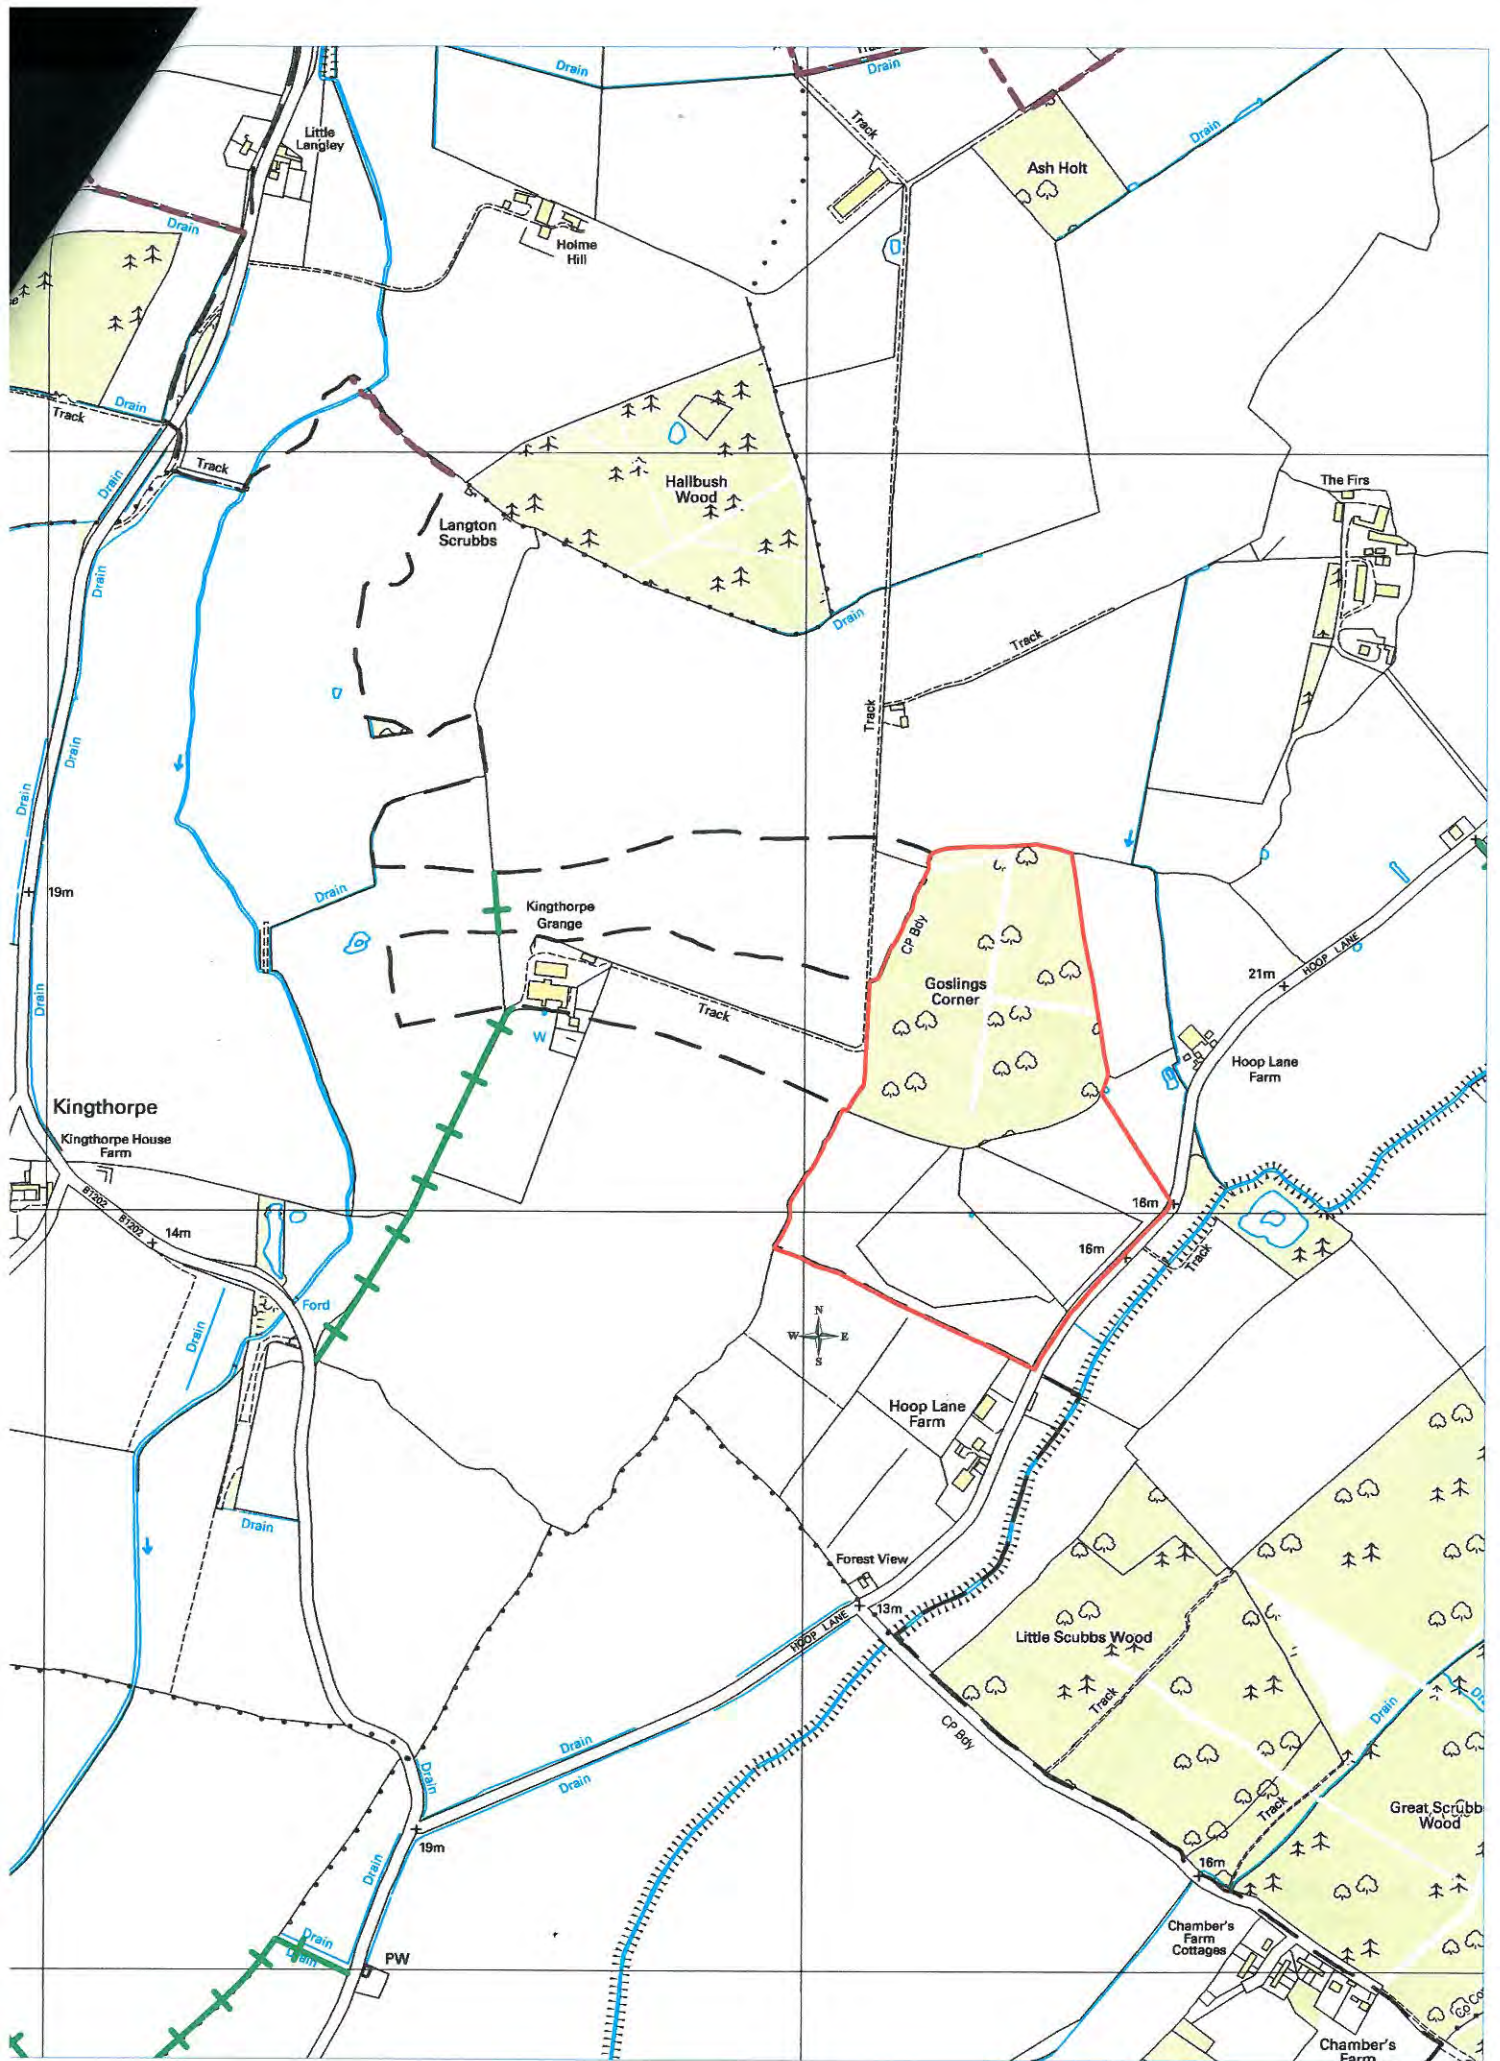 Drain
Drain
Track
Little
Langley
Ash Holt
Drain
Drain
Holme
Hill
Track
Drain
Track
Drain
Hallbush
Wood
The Firs
Langton
Scrubbs
Drain
Drain
Track
Track
Drain
Drain
19m
Drain
Kingthorpe
Grange
CP Bdy
HOOP LANE
21m
Goslings
Corner
Drain
Track
W
Hoop Lane
Farm
Kingthorpe
Kingthorpe House
Farm
B1202
B1202
14m
16m
16m
Track
Ford
N
W E
S
Drain
Hoop Lane
Farm
Drain
Forest View
13m
HOOP LANE
Little Scubbs Wood
Track
CP Bdy
Drain
Drain
Drain
Drain
Track
Great Scrubb
Wood
19m
Drain
16m
Chamber's
Farm
Cottages
Drain
Drain
PW
Chamber's
Farm